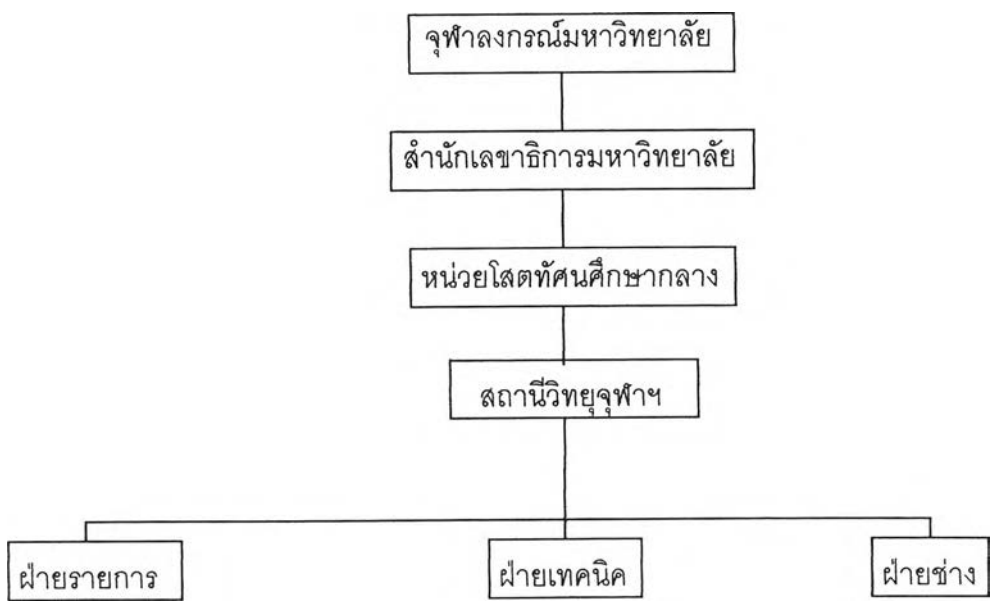 จุฬาลงกรณ์มหาวิทยาลัย
สำนักเลขาธิการมหาวิทยาลัย
หน่วยโสตทัศนศึกษากลาง
สถานีวิทยุจุฬาฯ
ฝ่ายรายการ
ฝ่ายเทคนิค
ฝ่ายช่าง